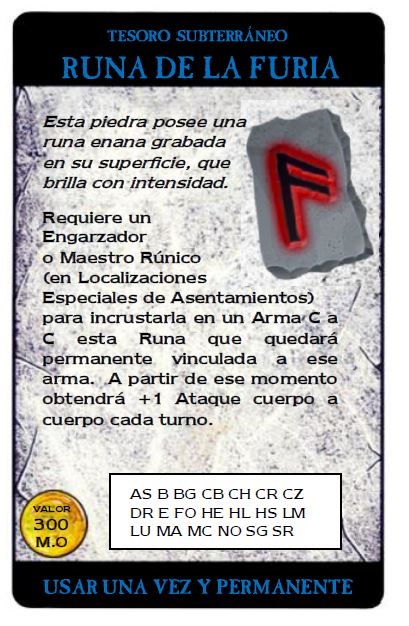 TESORO SUBTERRÁNEO
RUNA DE LA FURIA
Esta piedra posee una
runa enana grabada
en su superficie, que
brilla con intensidad.
Requiere un
Engarzador
o Maestro Rúnico
(en Localizaciones
Especiales de Asentamientos)
para incrustarla en un Arma C a
C esta Runa que quedará
permanente vinculada a ese
arma. A partir de ese momento
obtendrá +1 Ataque cuerpo a
cuerpo cada turno.
AS B BG CB CH CR CZ
DR E FO HE HL HS LM
LU MA MC NO SG SR
VALOR
300
M.O
USAR UNA VEZ Y PERMANENTE